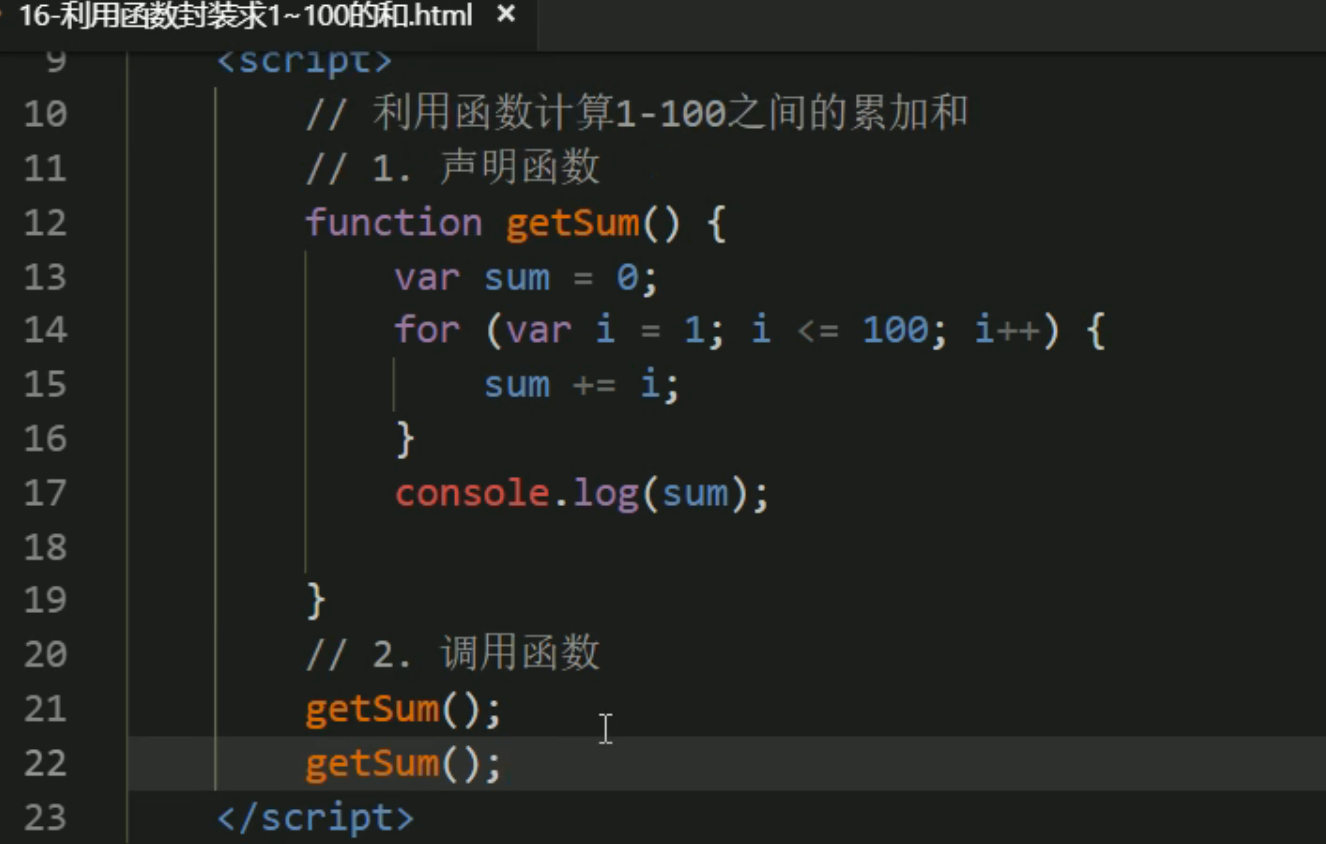 16-利用函数封装求1~100的和.html ×
9 <script>
10 // 利用函数计算1-100之间的累加和
11 // 1. 声明函数
12 function getSum() {
13 var sum = 0;
14 for (var i = 1; i <= 100; i++) {
15 sum += i;
16 }
17 console.log(sum);
18
19 }
20 // 2. 调用函数
21 getSum();
22 getSum();
23 </script>